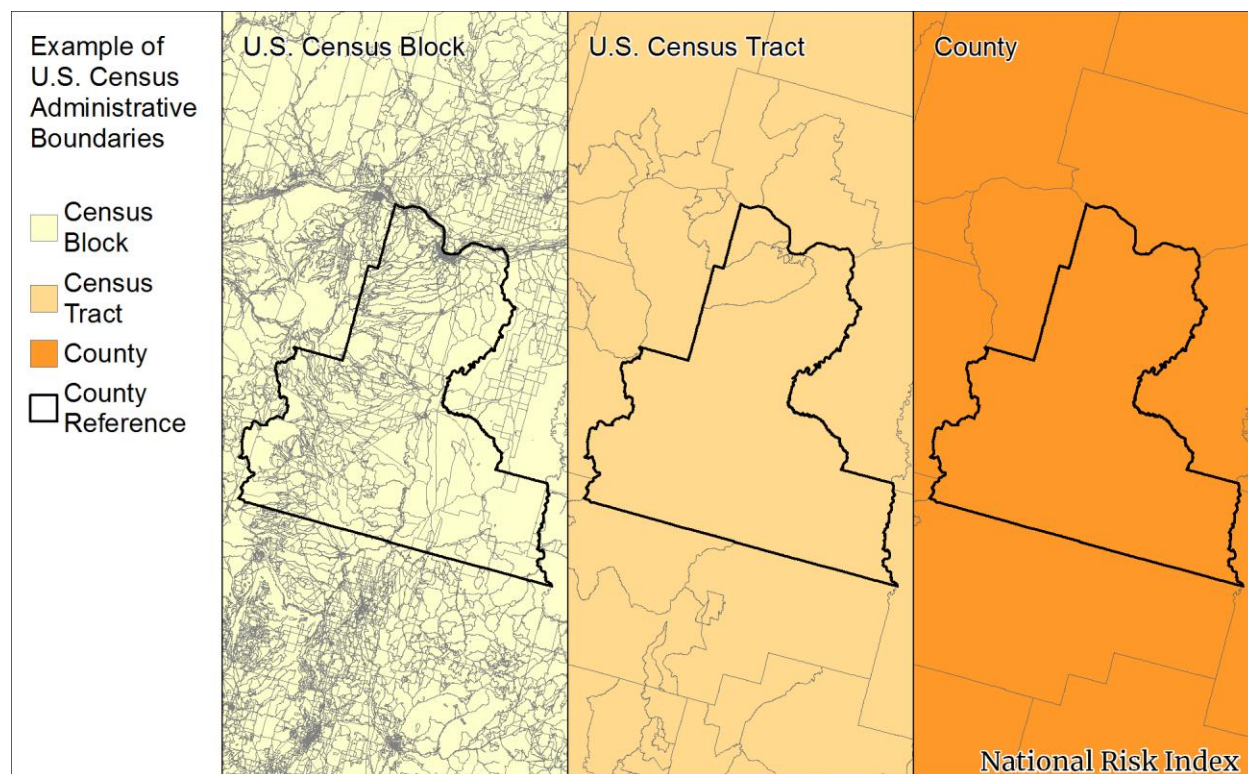 Example of
U.S. Census
Administrative
Boundaries
Census
Block
Census
Tract
County
County
Reference
U.S. Census Block
U.S. Census Tract
County
National Risk Index